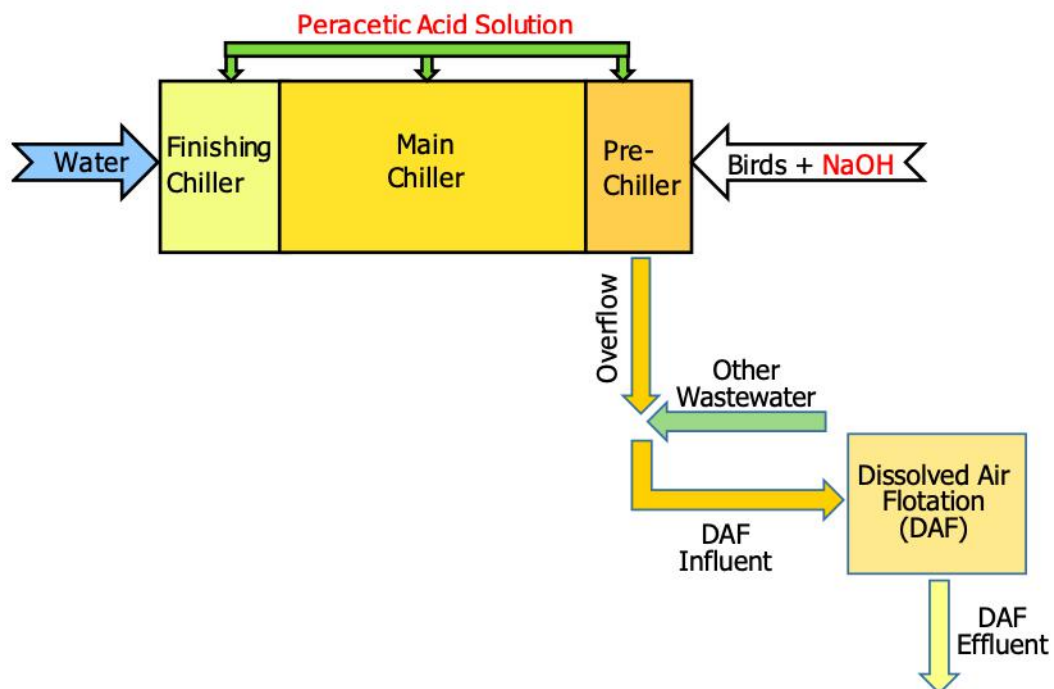 Peracetic Acid Solution
Water
Finishing
Chiller
Main
Chiller
Pre-
Chiller
Birds + NaOH
Overflow
Other
Wastewater
Dissolved Air
Flotation
(DAF)
DAF
Influent
DAF
Effluent